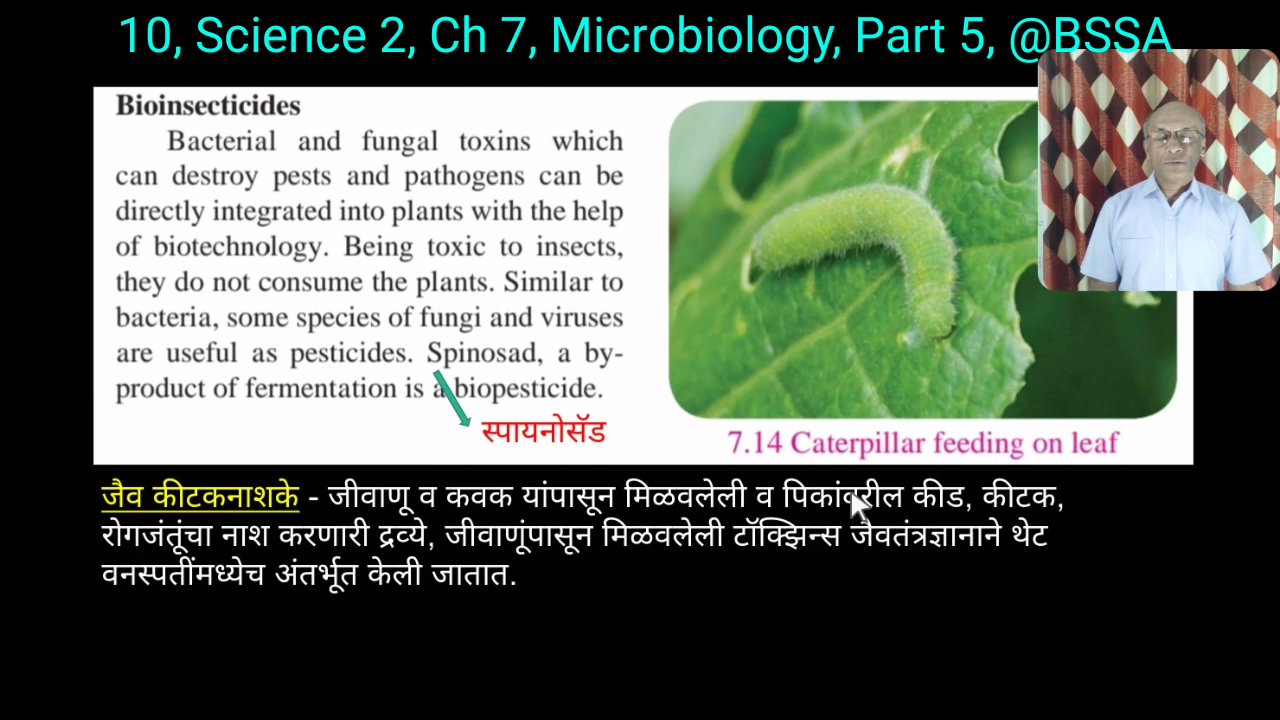 10, Science 2, Ch 7, Microbiology, Part 5, @BSSA
Bioinsecticides
Bacterial and fungal toxins which
can destroy pests and pathogens can be
directly integrated into plants with the help
of biotechnology. Being toxic to insects,
they do not consume the plants. Similar to
bacteria, some species of fungi and viruses
are useful as pesticides. Spinosad, a by-
product of fermentation is a biopesticide.
स्पायनोसॅड
7.14 Caterpillar feeding on leaf
जैव कीटकनाशके - जीवाणू व कवक यांपासून मिळवलेली व पिकांवरील कीड, कीटक,
रोगजंतूंचा नाश करणारी द्रव्ये, जीवाणूंपासून मिळवलेली टॉक्झिन्स जैवतंत्रज्ञानाने थेट
वनस्पतींमध्येच अंतर्भूत केली जातात.